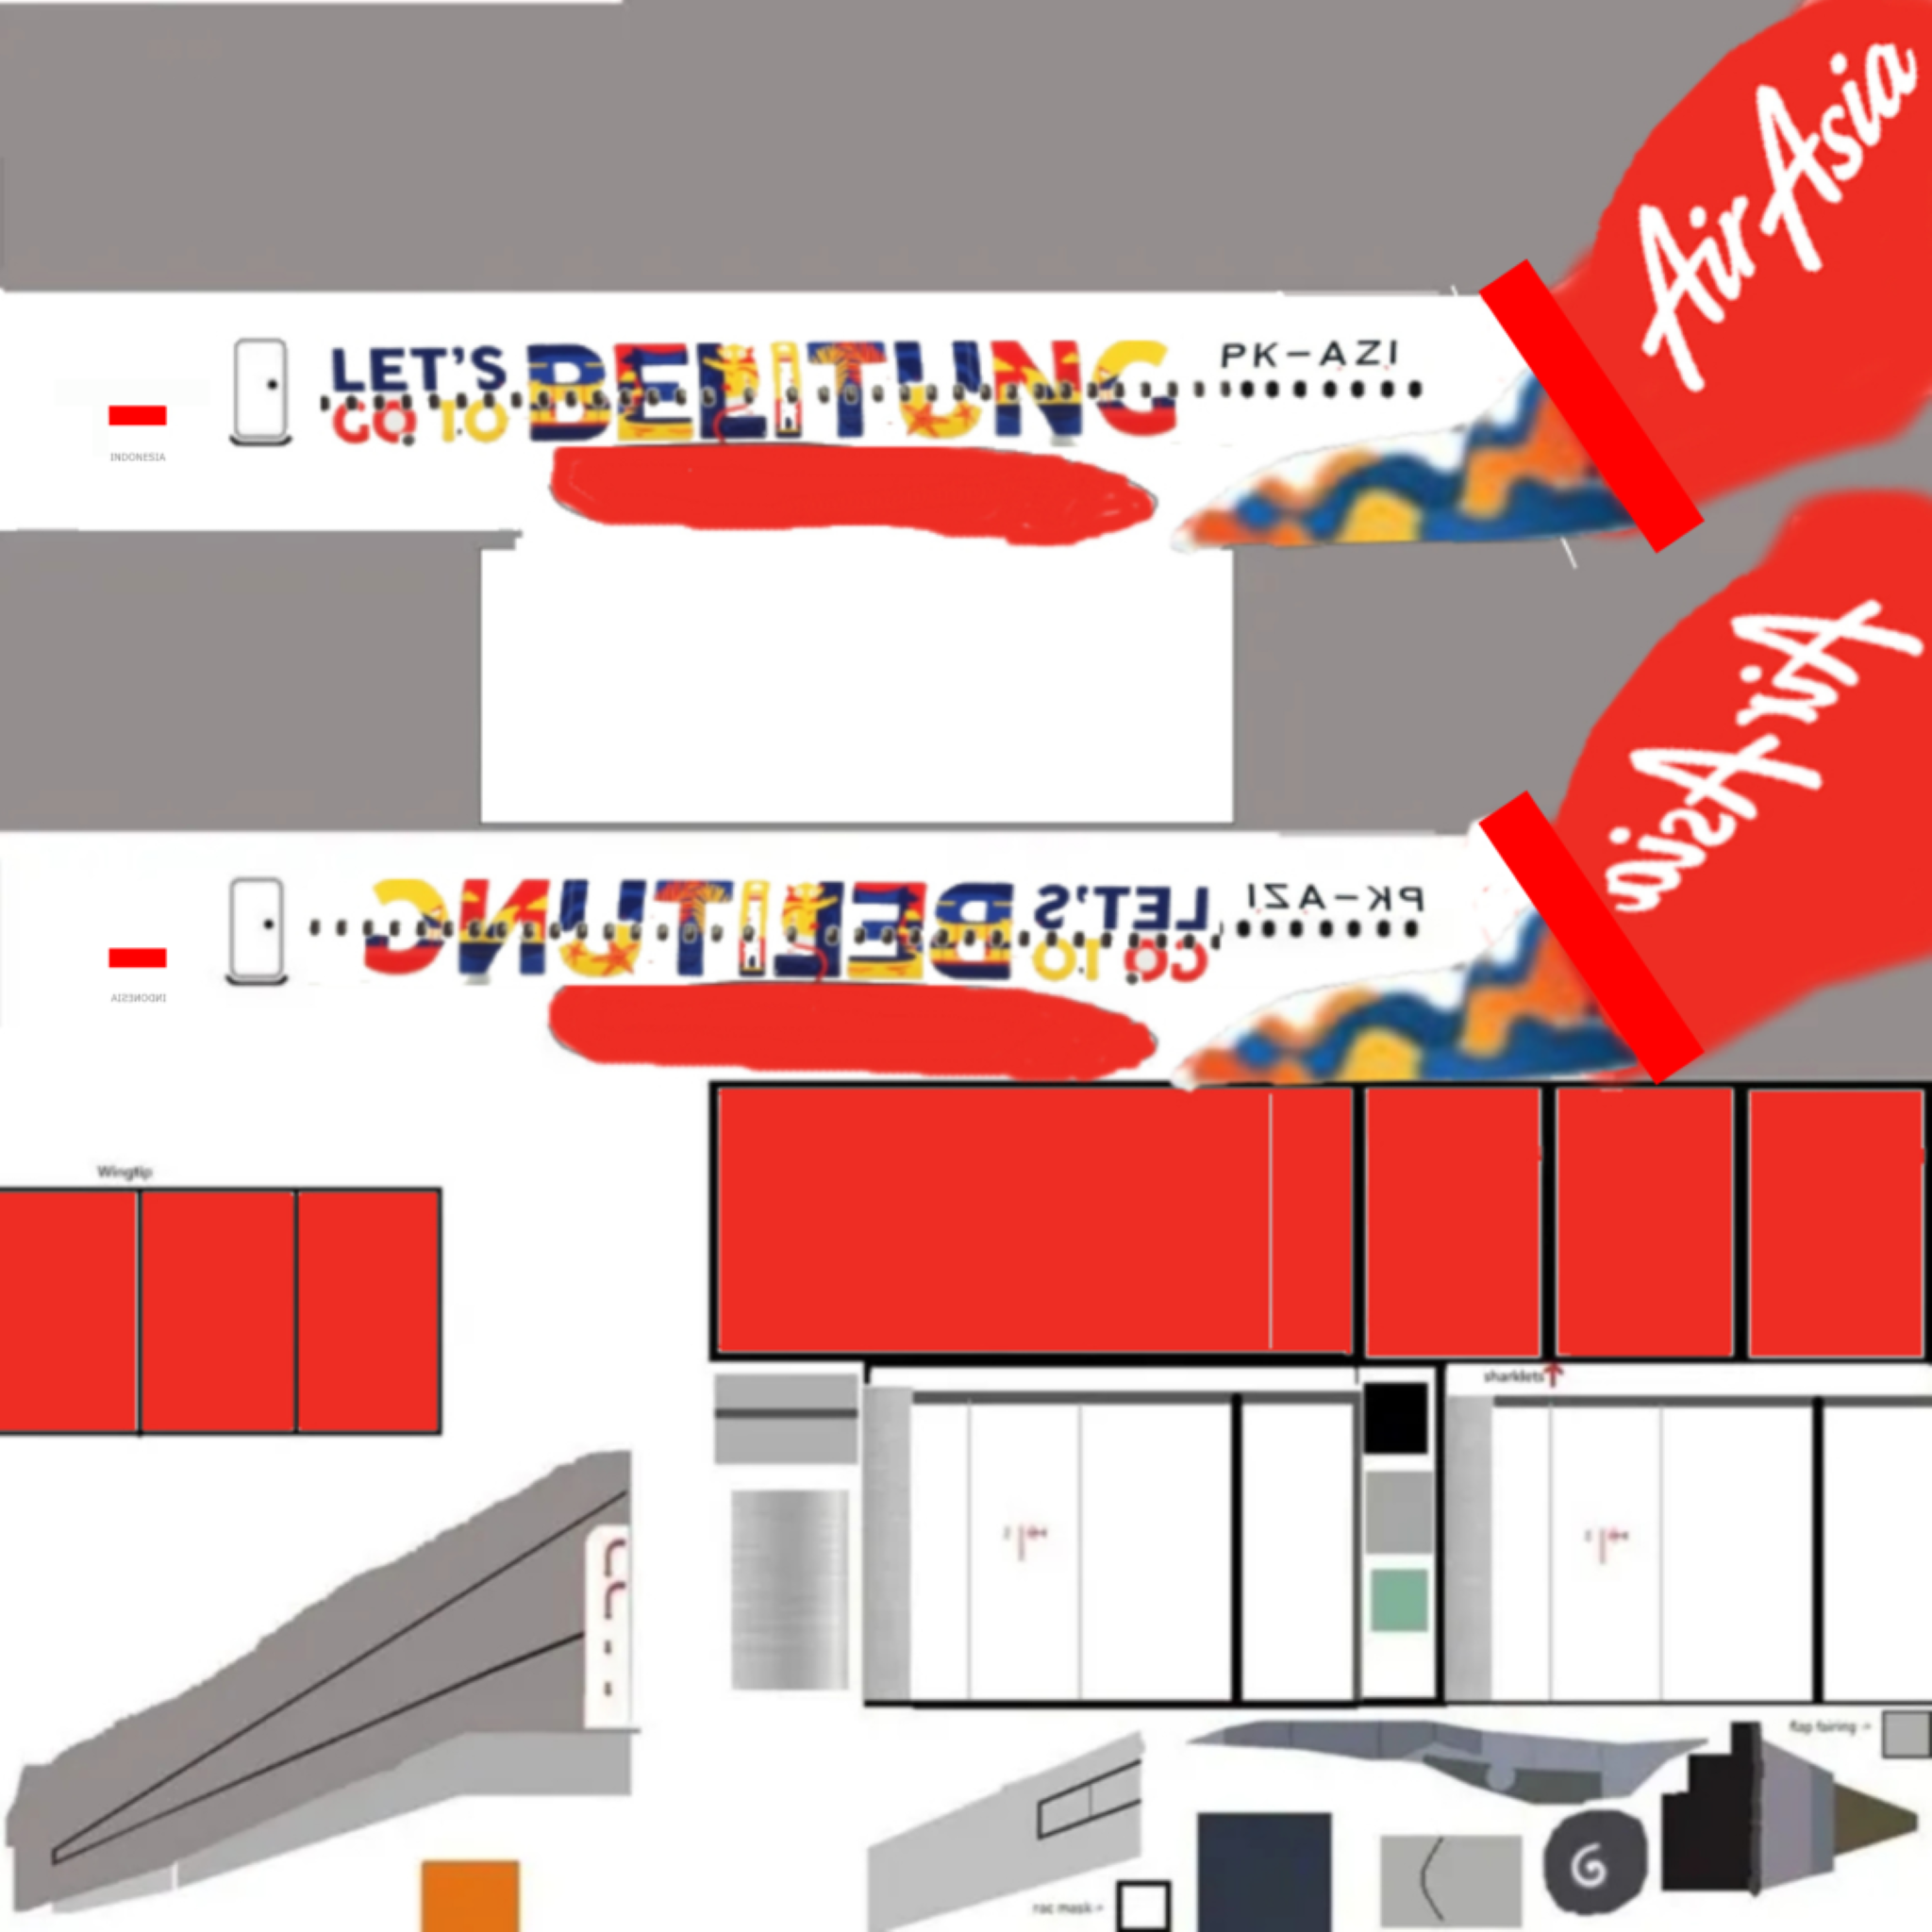 AirAsia
LET'S
GO TO
BELITUNG
PK-AZI
INDONESIA
AirAsia
BELITUNG
LET'S
GO TO
PK-AZI
INDONESIA
Wingtip
sharklets
flap fairing ->
rac mask ->